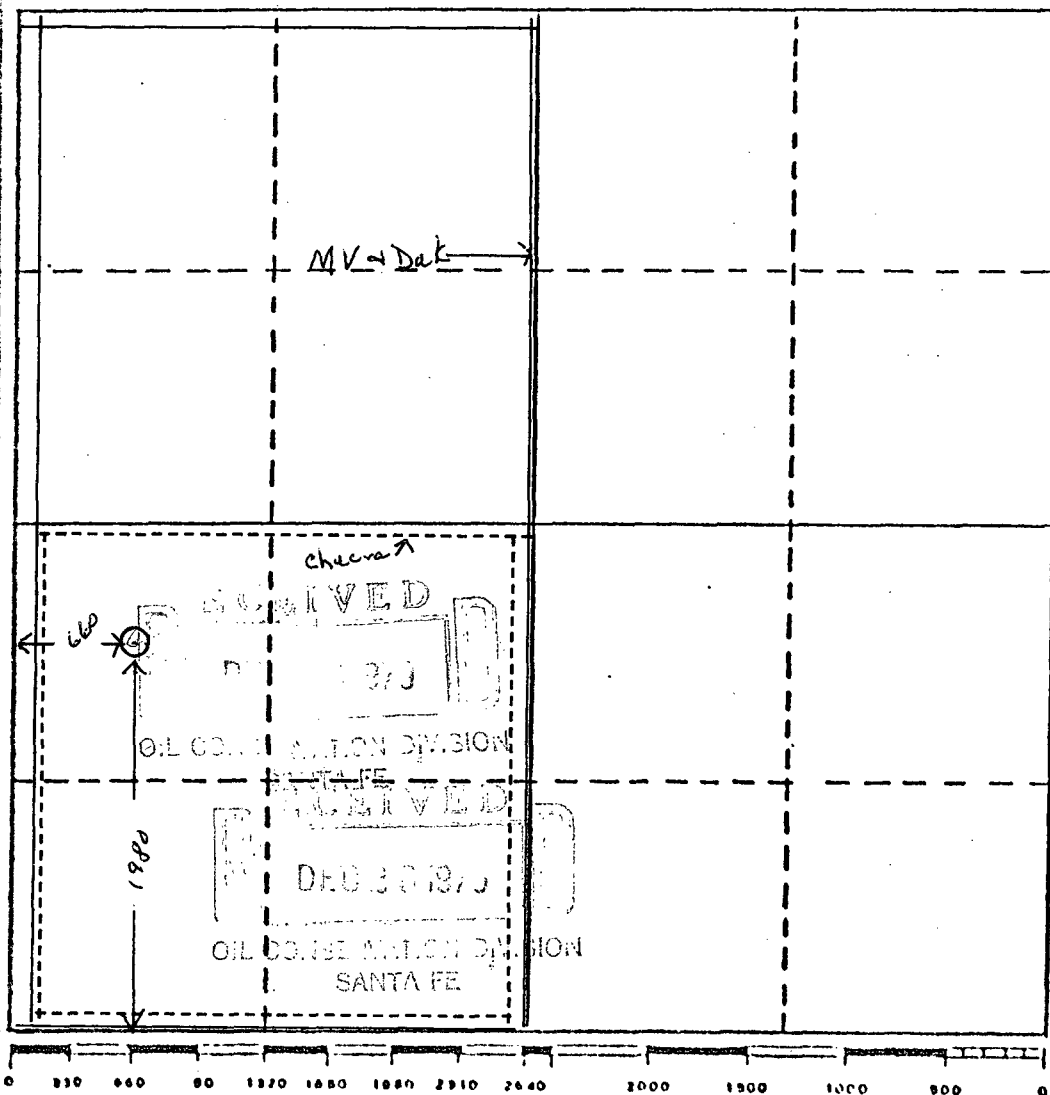 MV & Dak
Chacra
RECEIVED
660
OIL CONSERVATION DIVISION
SANTA FE
RECEIVED
1980
OIL CONSERVATION DIVISION
SANTA FE
0 330 660 90 1320 1650 1980 2310 2640 2000 1500 1000 500 0